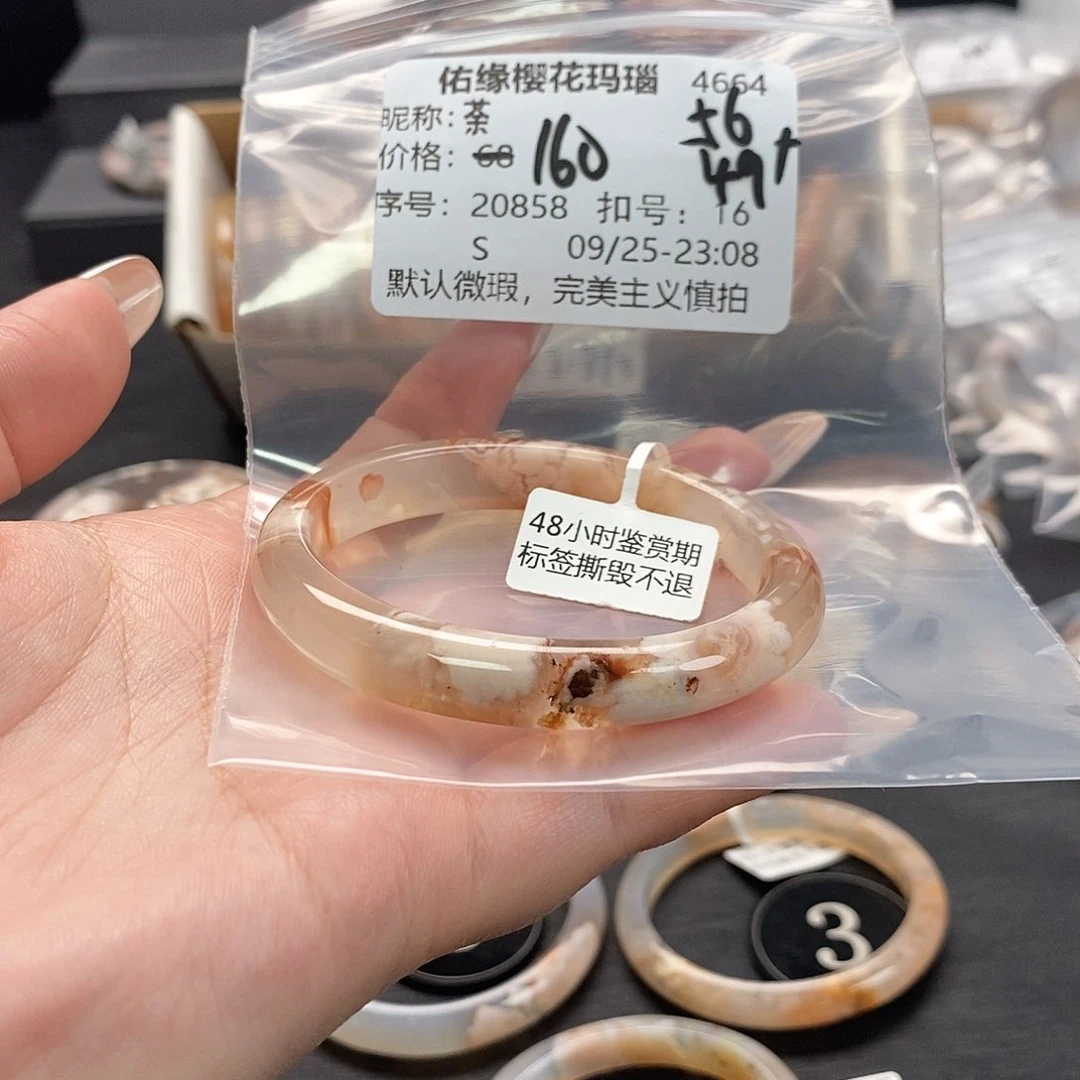 佑缘樱花玛瑙 4664
昵称：荼
价格：68 160 56
49+
序号：20858 扣号：16
S 09/25-23:08
默认微瑕，完美主义慎拍
48小时鉴赏期
标签撕毁不退
3